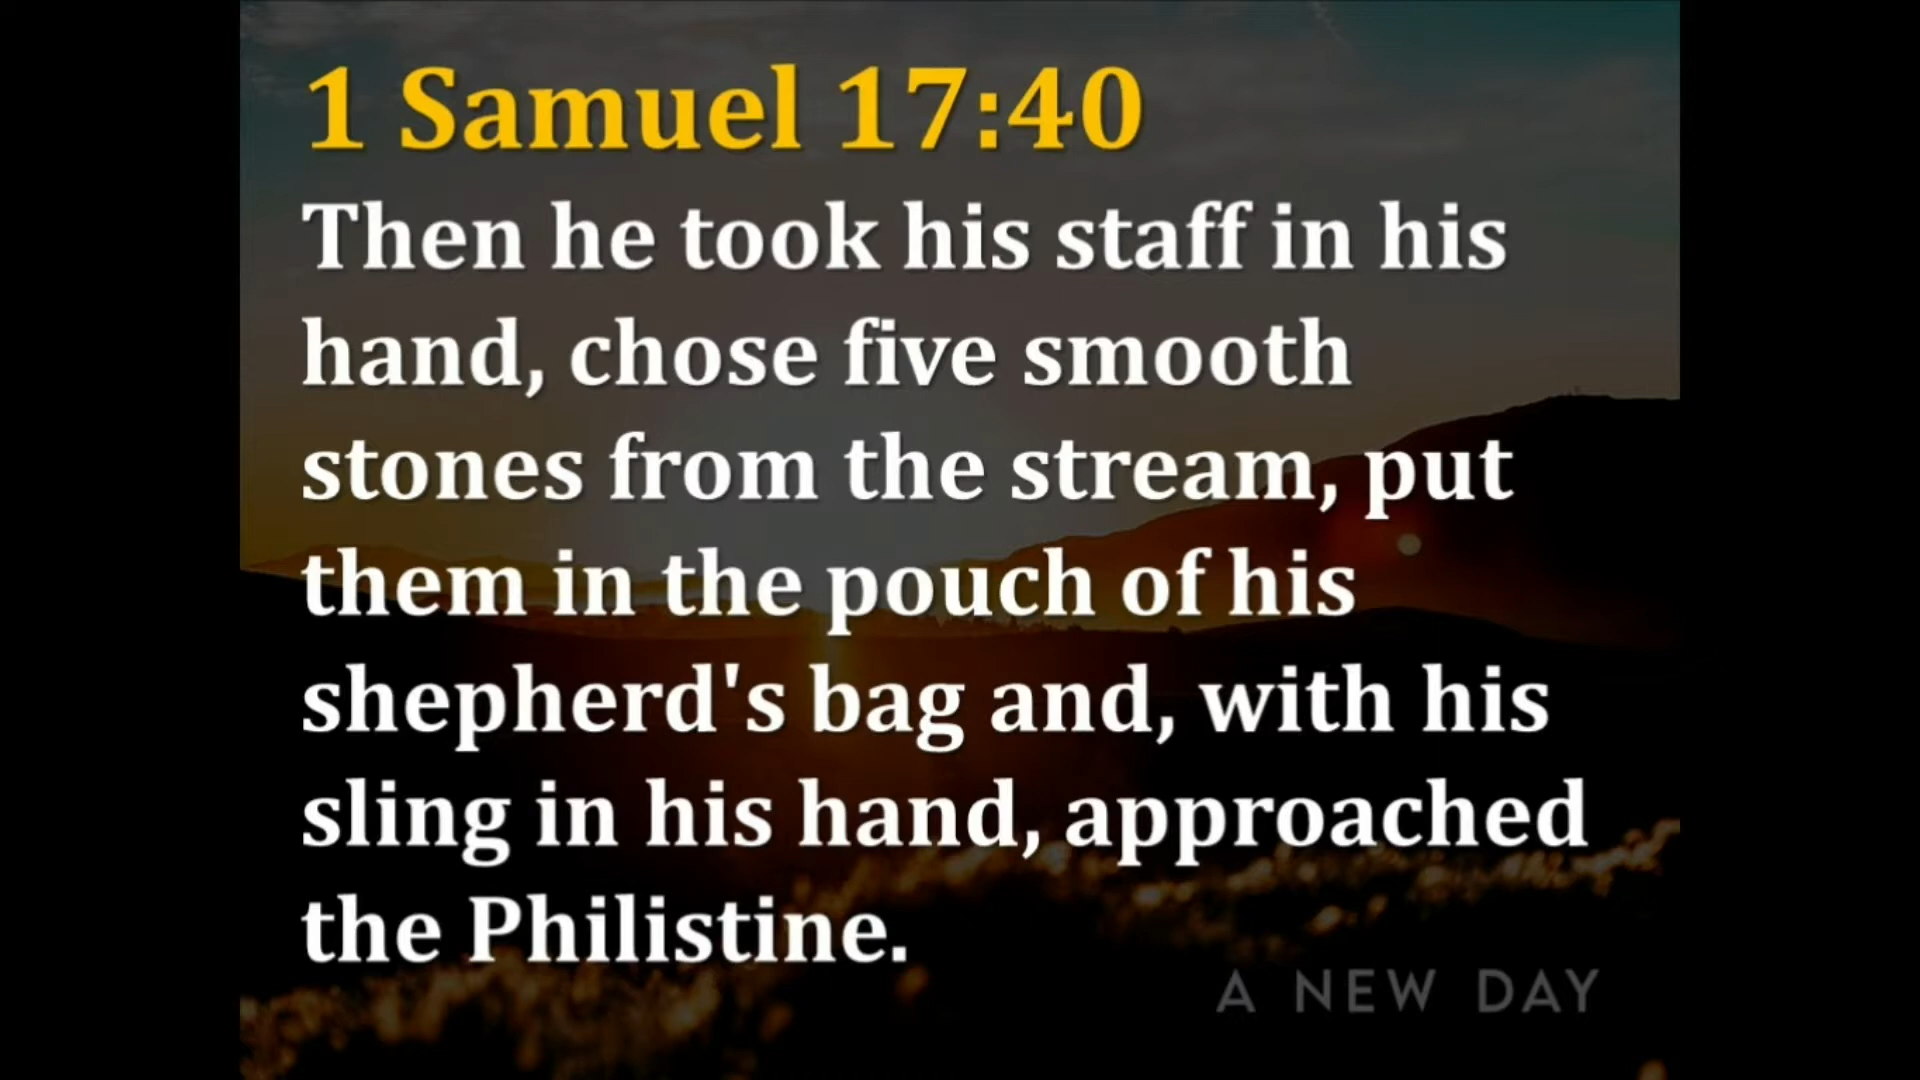 1 Samuel 17:40
Then he took his staff in his
hand, chose five smooth
stones from the stream, put
them in the pouch of his
shepherd's bag and, with his
sling in his hand, approached
the Philistine.
A NEW DAY